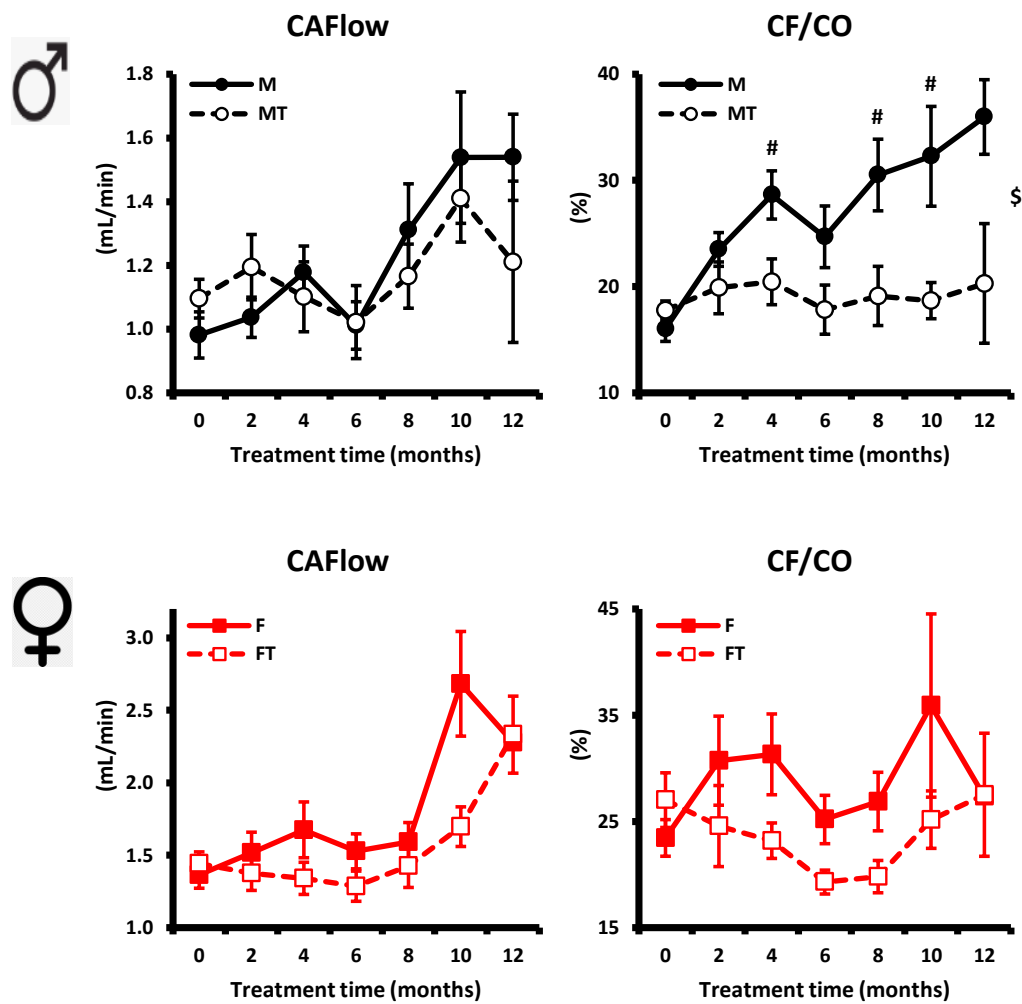 CAFlow
CF/CO
M
MT
(mL/min)
1.8
1.6
1.4
1.2
1.0
0.8
0 2 4 6 8 10 12
Treatment time (months)
M
MT
(%)
40
30
20
10
#
#
#
$
0 2 4 6 8 10 12
Treatment time (months)
CAFlow
CF/CO
F
FT
(mL/min)
3.0
2.5
2.0
1.5
1.0
0 2 4 6 8 10 12
Treatment time (months)
F
FT
(%)
45
35
25
15
0 2 4 6 8 10 12
Treatment time (months)